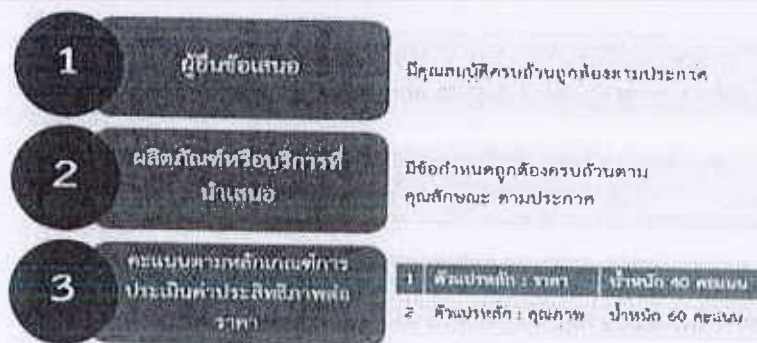 1
ผู้ยื่นข้อเสนอ
มีคุณสมบัติครบถ้วนถูกต้องตามประกาศ
2
ผลิตภัณฑ์หรือบริการที่
นำเสนอ
มีข้อกำหนดถูกต้องครบถ้วนตาม
คุณลักษณะ ตามประกาศ
3
คะแนนตามหลักเกณฑ์การ
ประเมินค่าประสิทธิภาพต่อ
ราคา
1 ตัวแปรหลัก : ราคา น้ำหนัก 40 คะแนน
2 ตัวแปรหลัก : คุณภาพ น้ำหนัก 60 คะแนน